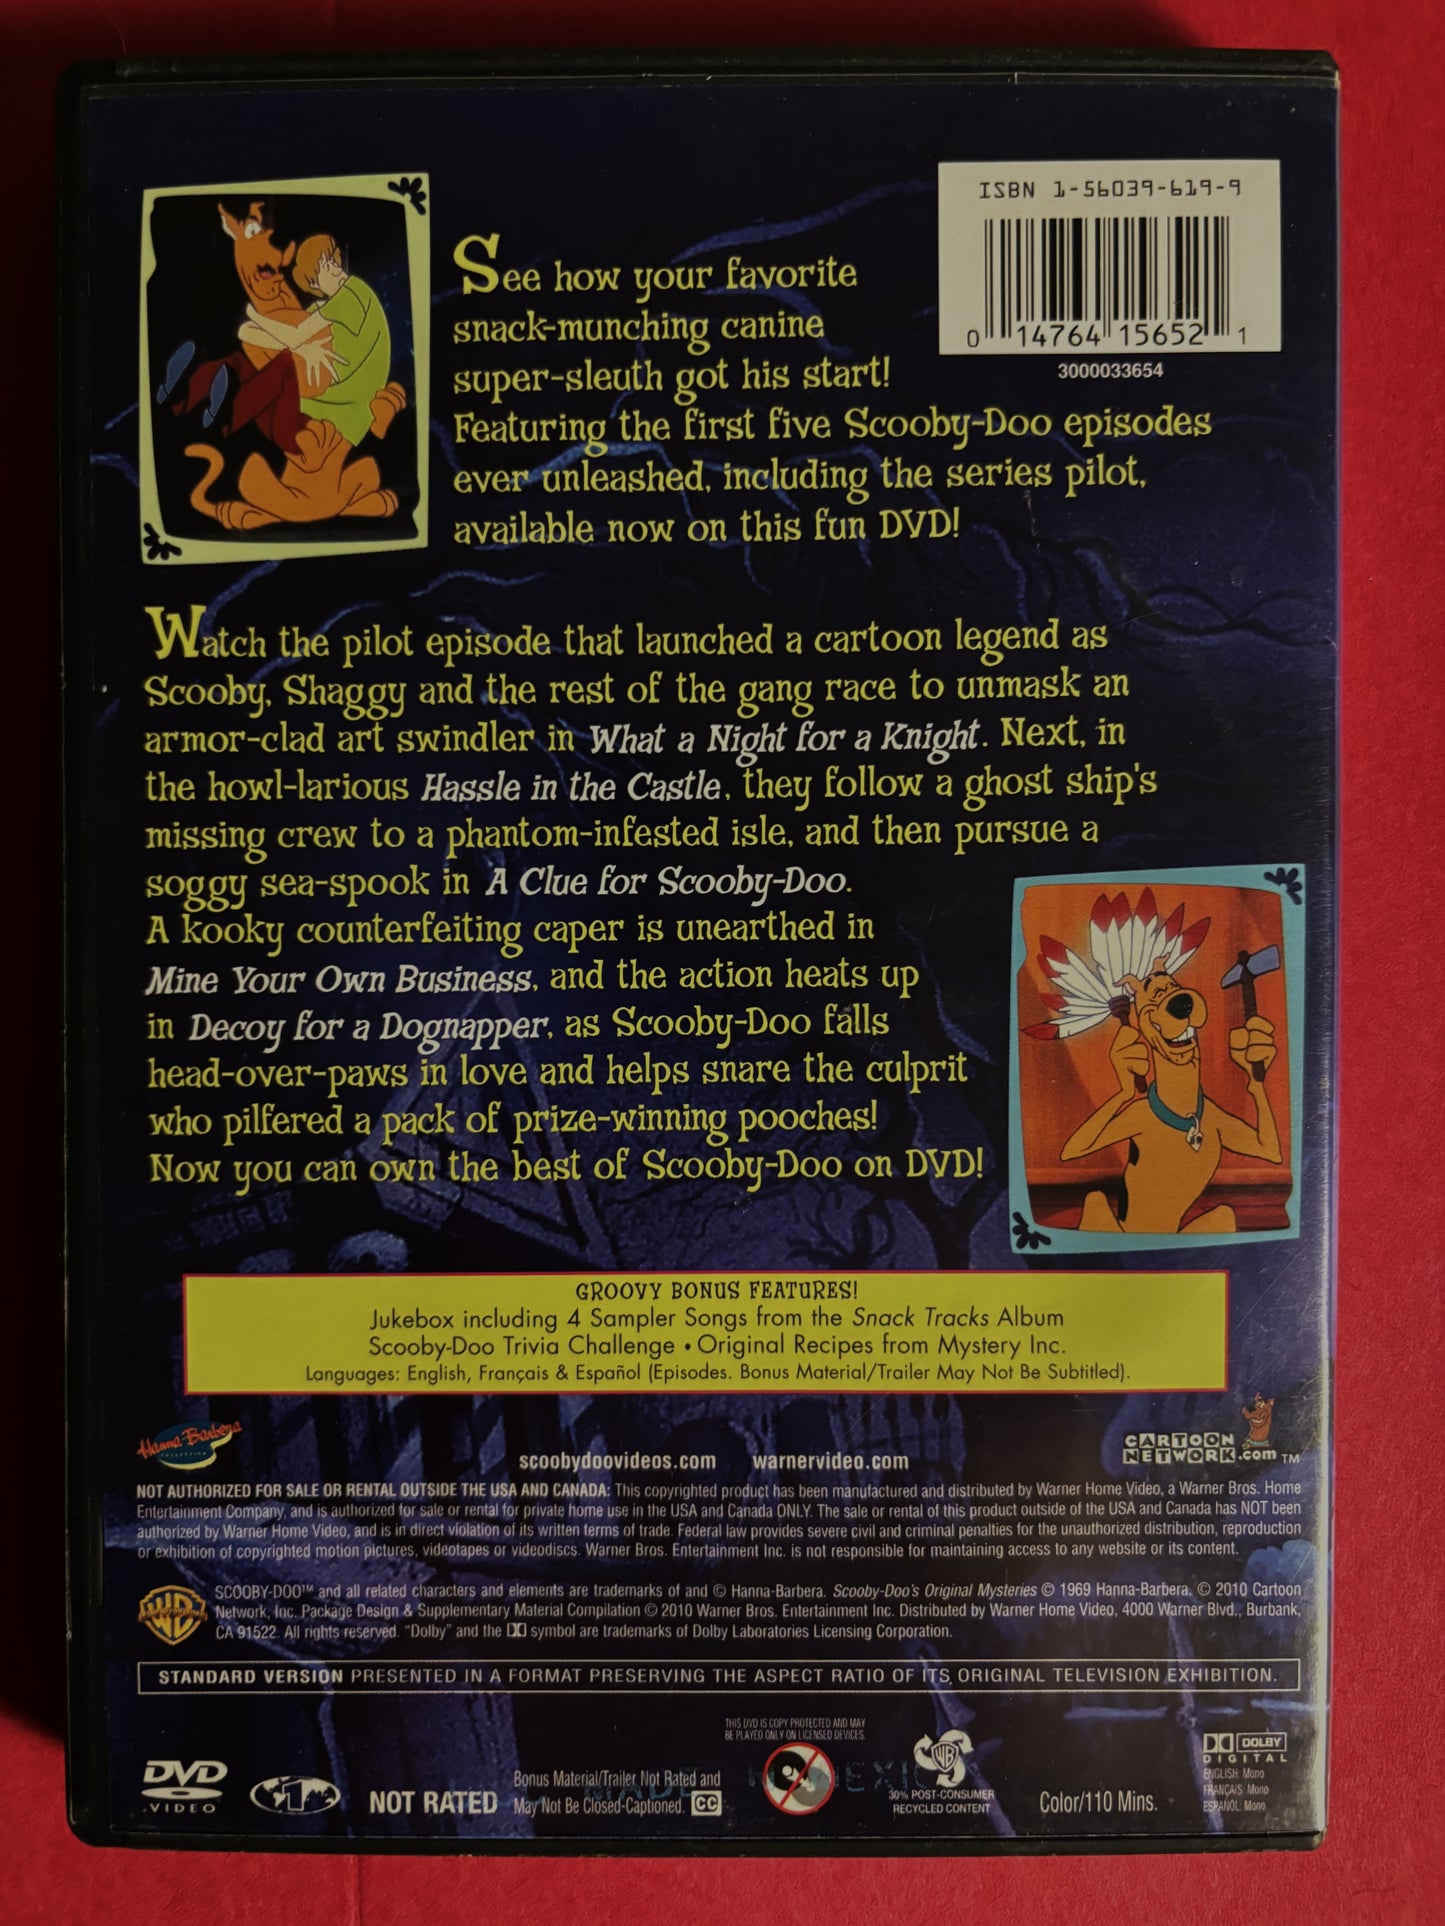 ISBN 1-56039-619-9
0 14764 15652 1
3000033654
See how your favorite
snack-munching canine
super-sleuth got his start!
Featuring the first five Scooby-Doo episodes
ever unleashed, including the series pilot,
available now on this fun DVD!
Watch the pilot episode that launched a cartoon legend as
Scooby, Shaggy and the rest of the gang race to unmask an
armor-clad art swindler in What a Night for a Knight. Next, in
the howl-larious Hassle in the Castle, they follow a ghost ship's
missing crew to a phantom-infested isle, and then pursue a
soggy sea-spook in A Clue for Scooby-Doo.
A kooky counterfeiting caper is unearthed in
Mine Your Own Business, and the action heats up
in Decoy for a Dognapper, as Scooby-Doo falls
head-over-paws in love and helps snare the culprit
who pilfered a pack of prize-winning pooches!
Now you can own the best of Scooby-Doo on DVD!
GROOVY BONUS FEATURES!
Jukebox including 4 Sampler Songs from the Snack Tracks Album
Scooby-Doo Trivia Challenge • Original Recipes from Mystery Inc.
Languages: English, Français & Español (Episodes. Bonus Material/Trailer May Not Be Subtitled).
Hanna-Barbera
COLLECTION
scoobydoovideos.com warnervideo.com
CARTOON
NETWORK.com TM
NOT AUTHORIZED FOR SALE OR RENTAL OUTSIDE THE USA AND CANADA: This copyrighted product has been manufactured and distributed by Warner Home Video, a Warner Bros. Home
Entertainment Company, and is authorized for sale or rental for private home use in the USA and Canada ONLY. The sale or rental of this product outside of the USA and Canada has NOT been
authorized by Warner Home Video, and is in direct violation of its written terms of trade. Federal law provides severe civil and criminal penalties for the unauthorized distribution, reproduction
or exhibition of copyrighted motion pictures, videotapes or videodiscs. Warner Bros. Entertainment Inc. is not responsible for maintaining access to any website or its content.
WB
SCOOBY-DOO™ and all related characters and elements are trademarks of and © Hanna-Barbera. Scooby-Doo's Original Mysteries © 1969 Hanna-Barbera. © 2010 Cartoon
Network, Inc. Package Design & Supplementary Material Compilation © 2010 Warner Bros. Entertainment Inc. Distributed by Warner Home Video, 4000 Warner Blvd., Burbank,
CA 91522. All rights reserved. "Dolby" and the DD symbol are trademarks of Dolby Laboratories Licensing Corporation.
STANDARD VERSION PRESENTED IN A FORMAT PRESERVING THE ASPECT RATIO OF ITS ORIGINAL TELEVISION EXHIBITION.
THIS DVD IS COPY PROTECTED AND MAY
BE PLAYED ONLY ON LICENSED DEVICES.
DVD
VIDEO
1
NOT RATED
Bonus Material/Trailer Not Rated and
May Not Be Closed-Captioned. CC
MADE
WB
30% POST-CONSUMER
RECYCLED CONTENT
Color/110 Mins.
DOLBY
DIGITAL
ENGLISH: Mono
FRANÇAIS: Mono
ESPAÑOL: Mono